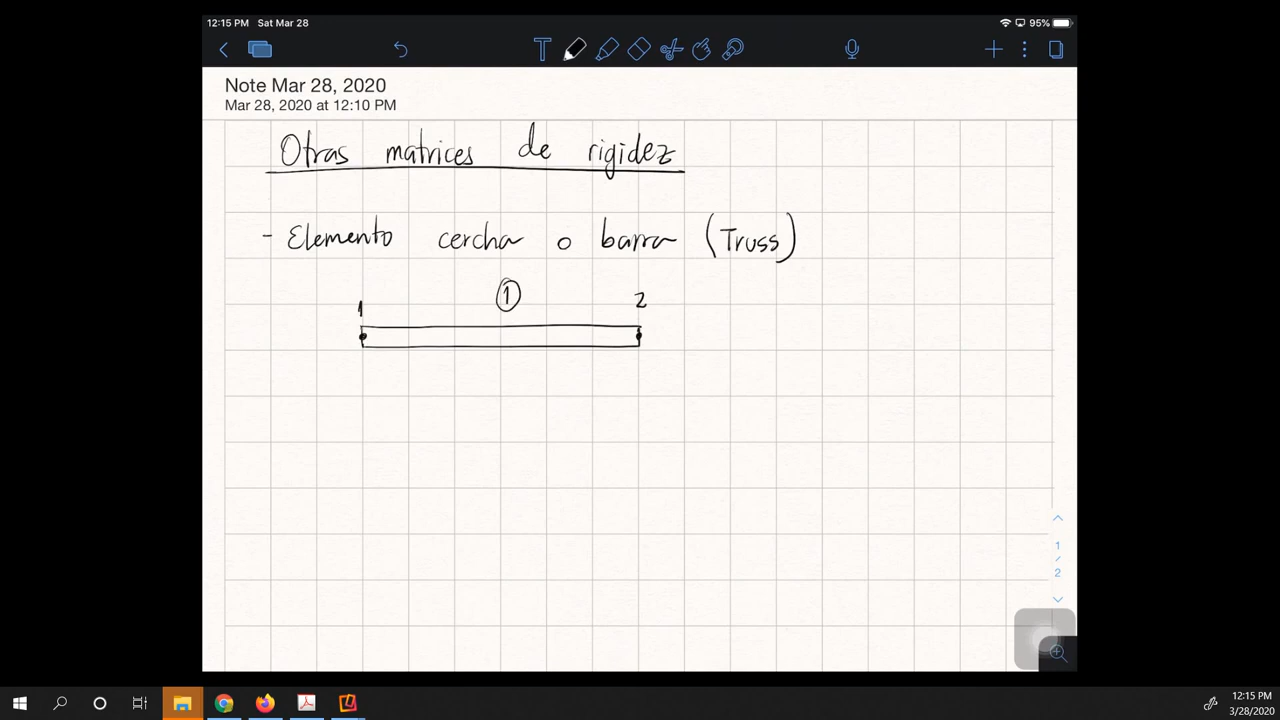 12:15 PM Sat Mar 28
95%
T
Note Mar 28, 2020
Mar 28, 2020 at 12:10 PM
Otras matrices de rigidez
- Elemento cercha o barra (Truss)
1 1 2
1
/
2
12:15 PM
3/28/2020